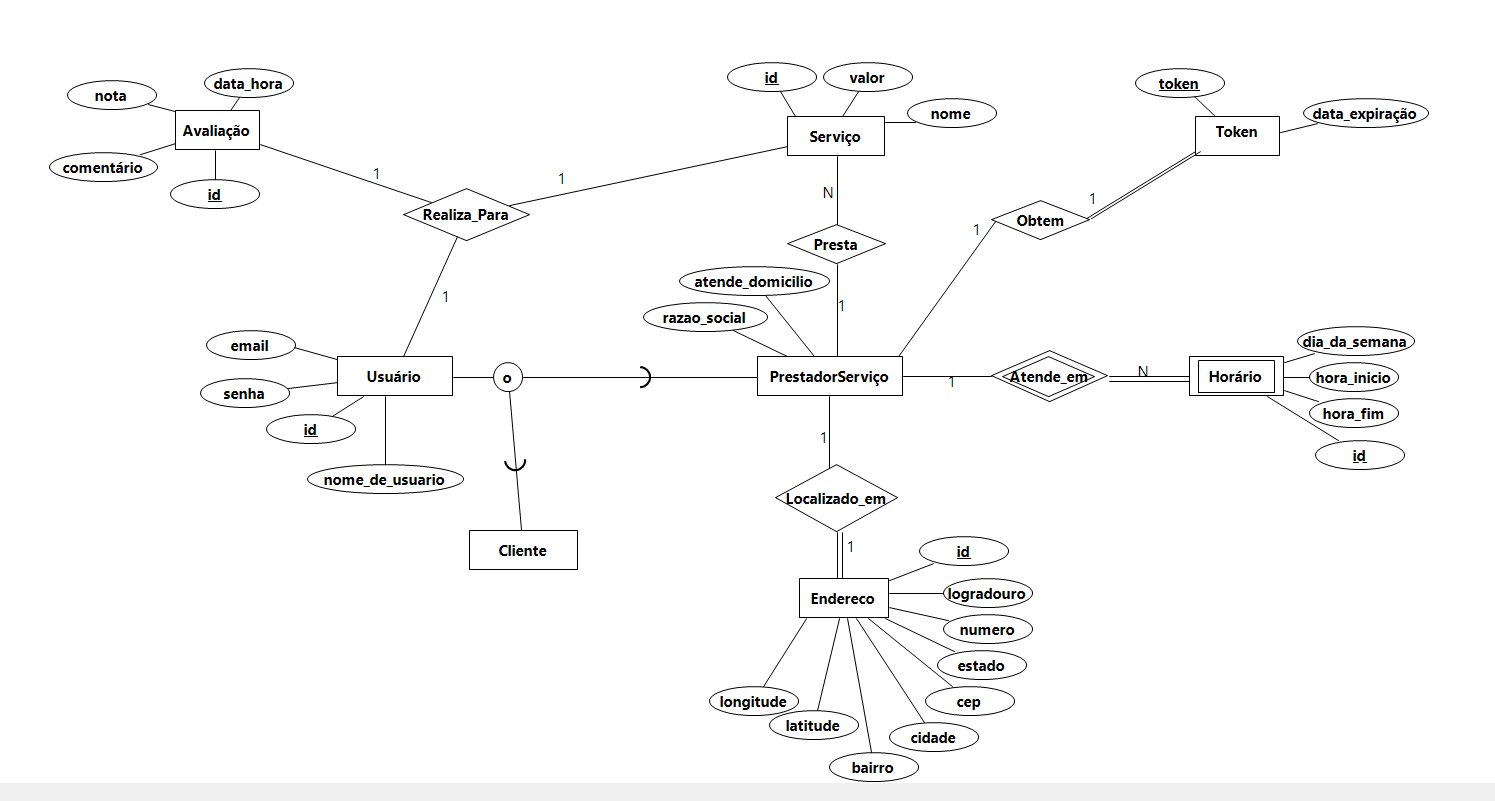 nota
data_hora
Avaliação
comentário
id
1
1
Realiza_Para
1
id
valor
nome
Serviço
N
Presta
1
token
data_expiração
Token
1
Obtem
1
atende_domicilio
razao_social
email
senha
id
nome_de_usuario
Usuário
o
PrestadorServiço
1
Atende_em
N
Horário
dia_da_semana
hora_inicio
hora_fim
id
Cliente
1
Localizado_em
1
Endereco
id
logradouro
numero
estado
cep
cidade
bairro
latitude
longitude